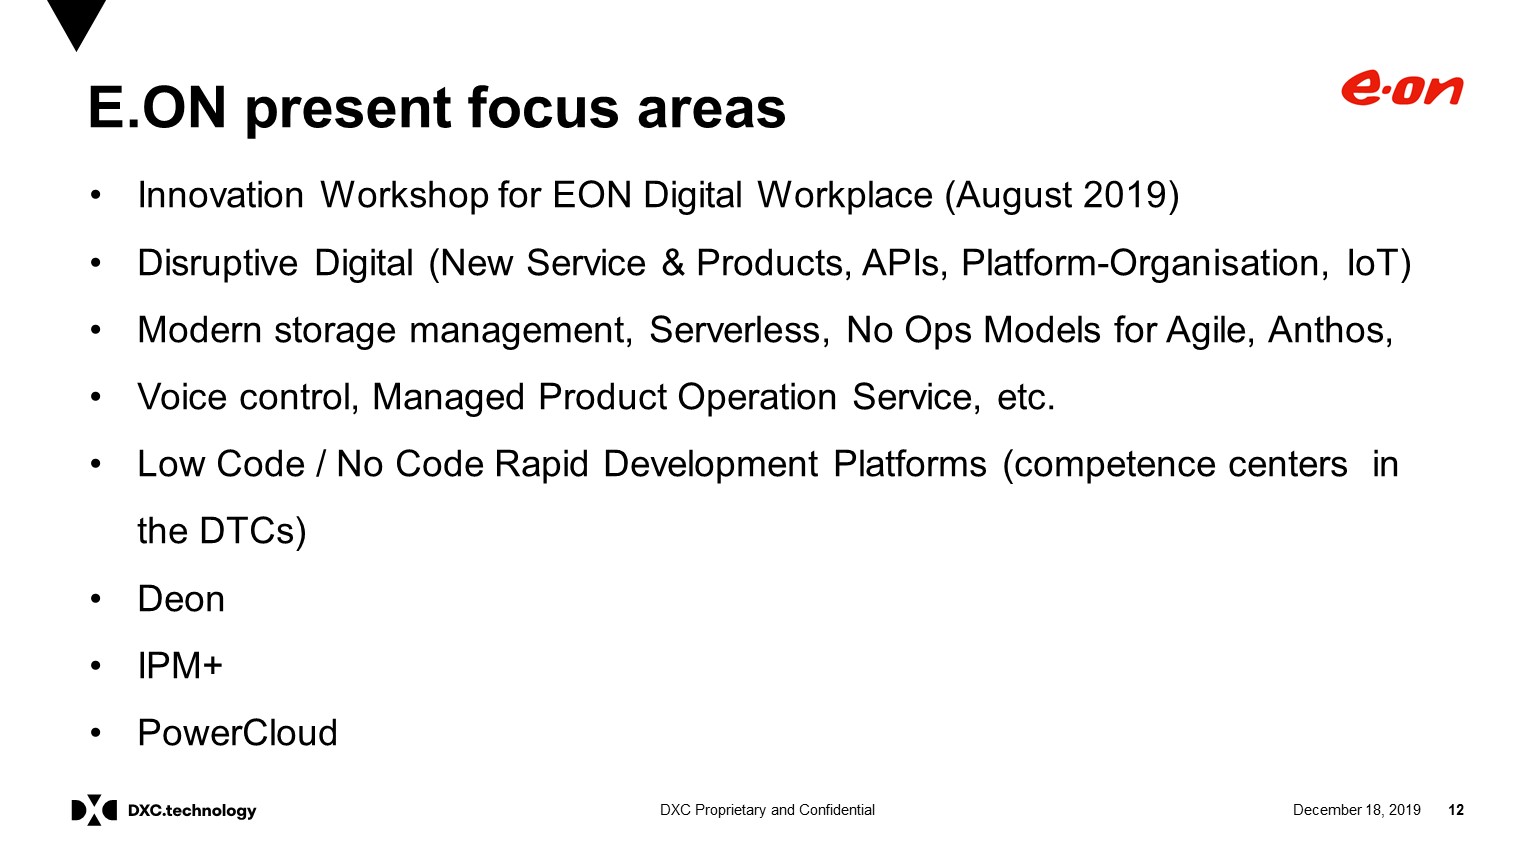 E.ON present focus areas
e·on
• Innovation Workshop for EON Digital Workplace (August 2019)
• Disruptive Digital (New Service & Products, APIs, Platform-Organisation, IoT)
• Modern storage management, Serverless, No Ops Models for Agile, Anthos,
• Voice control, Managed Product Operation Service, etc.
• Low Code / No Code Rapid Development Platforms (competence centers in
the DTCs)
• Deon
• IPM+
• PowerCloud
DXC.technology
DXC Proprietary and Confidential
December 18, 2019 12